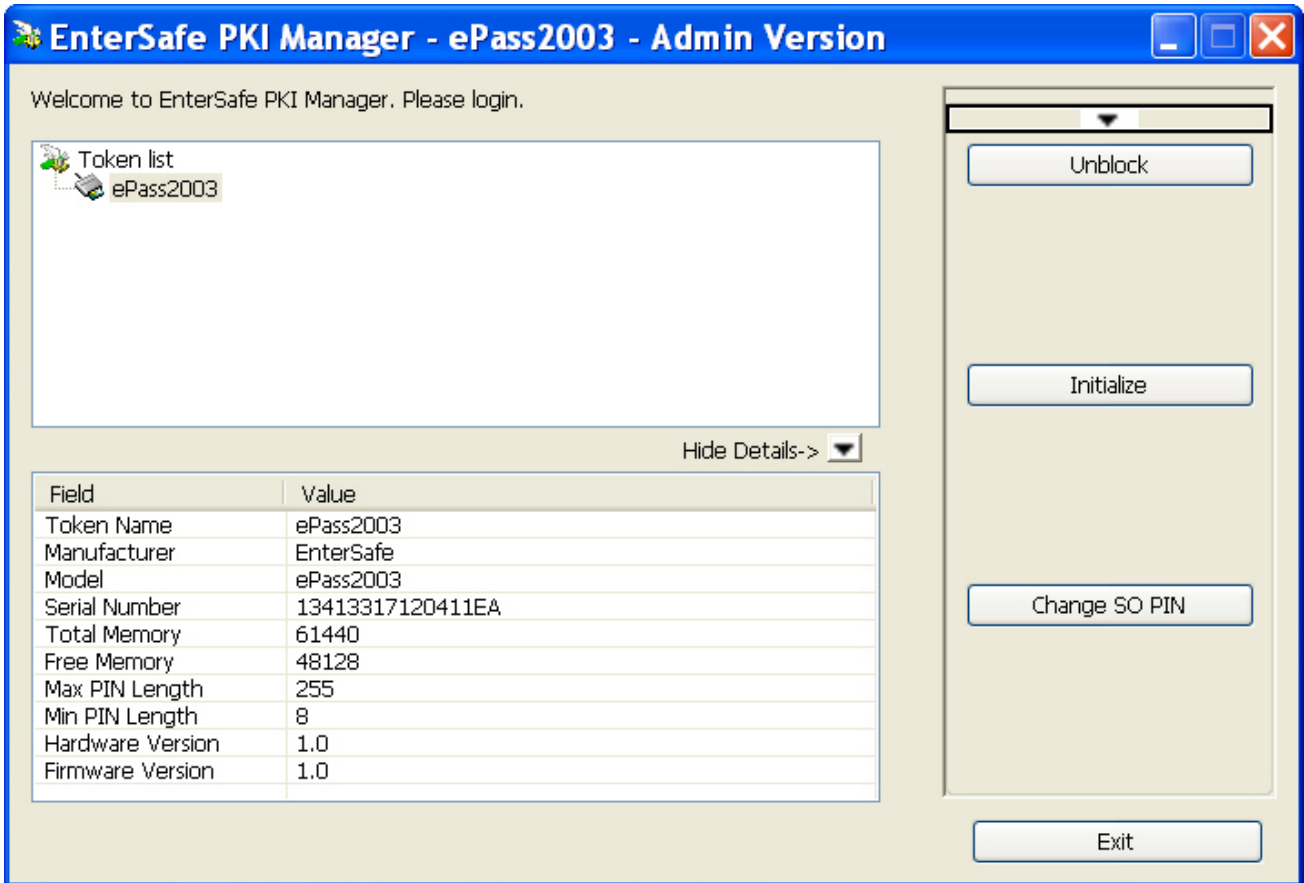 EnterSafe PKI Manager - ePass2003 - Admin Version
Welcome to EnterSafe PKI Manager. Please login.
Token list
ePass2003
Hide Details->
Field Value
Token Name ePass2003
Manufacturer EnterSafe
Model ePass2003
Serial Number 13413317120411EA
Total Memory 61440
Free Memory 48128
Max PIN Length 255
Min PIN Length 8
Hardware Version 1.0
Firmware Version 1.0
Unblock
Initialize
Change SO PIN
Exit